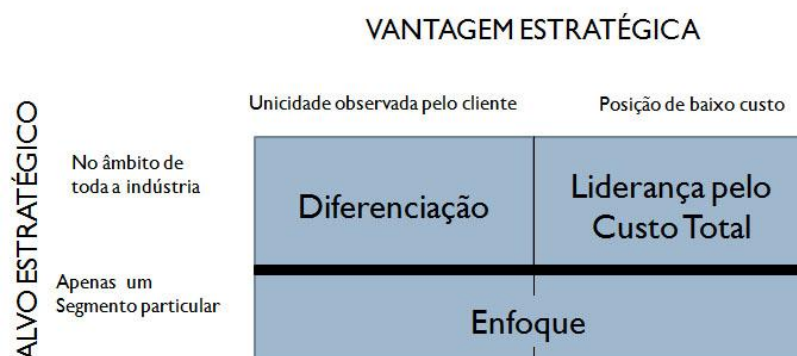 VANTAGEM ESTRATÉGICA
Unicidade observada pelo cliente
Posição de baixo custo
ALVO ESTRATÉGICO
No âmbito de
toda a indústria
Diferenciação
Liderança pelo
Custo Total
Apenas um
Segmento particular
Enfoque